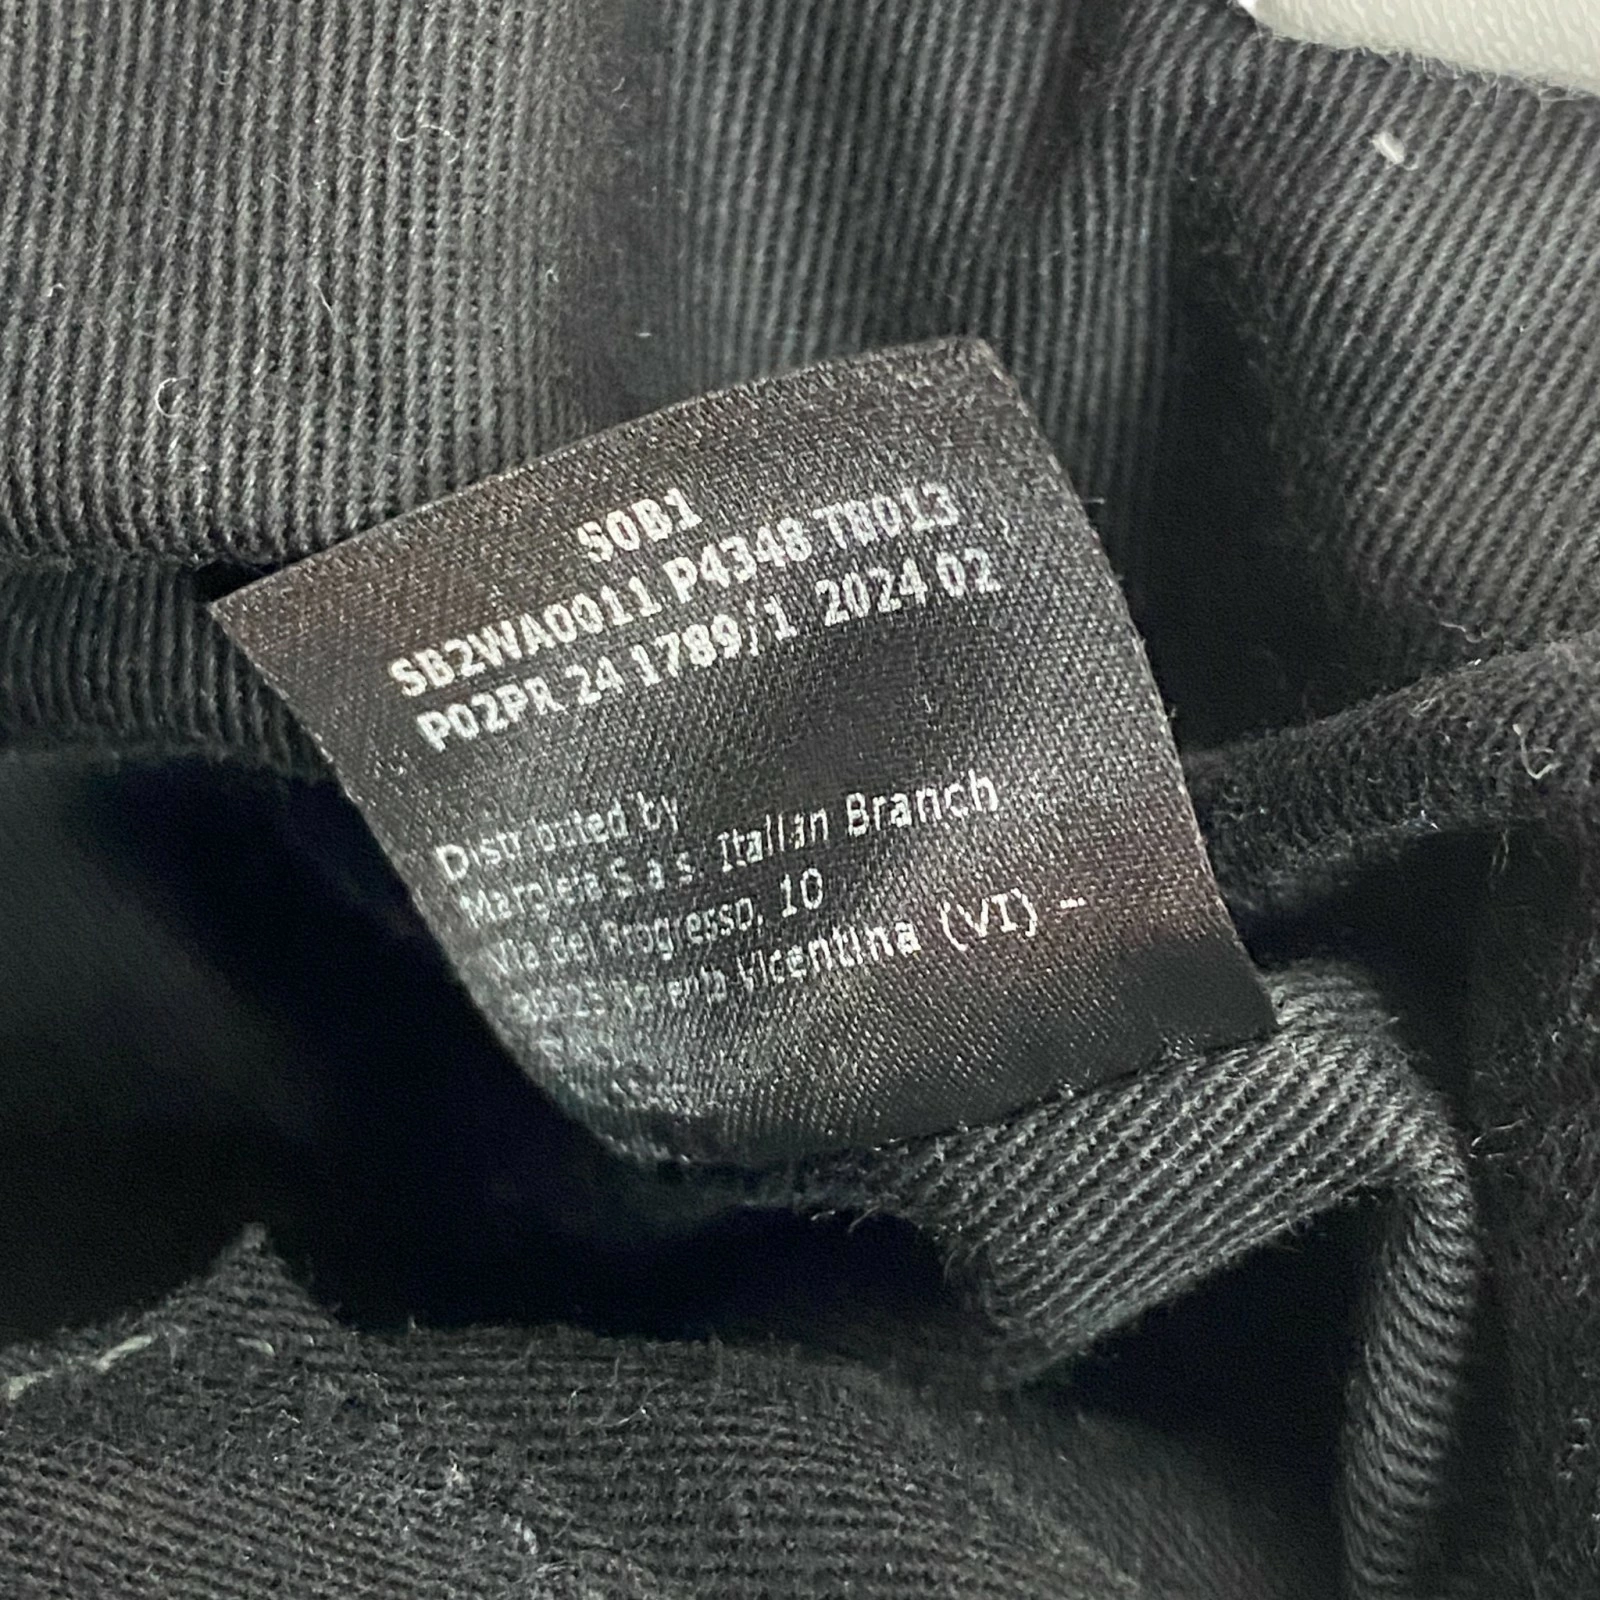 S0B1
SB2WA0011 P4348 T8013
P02PR 24 1789/1 2024 02
Distributed by
Margiela S.a.s. Italian Branch
Via del Progresso, 10
Vicentina (VI) -